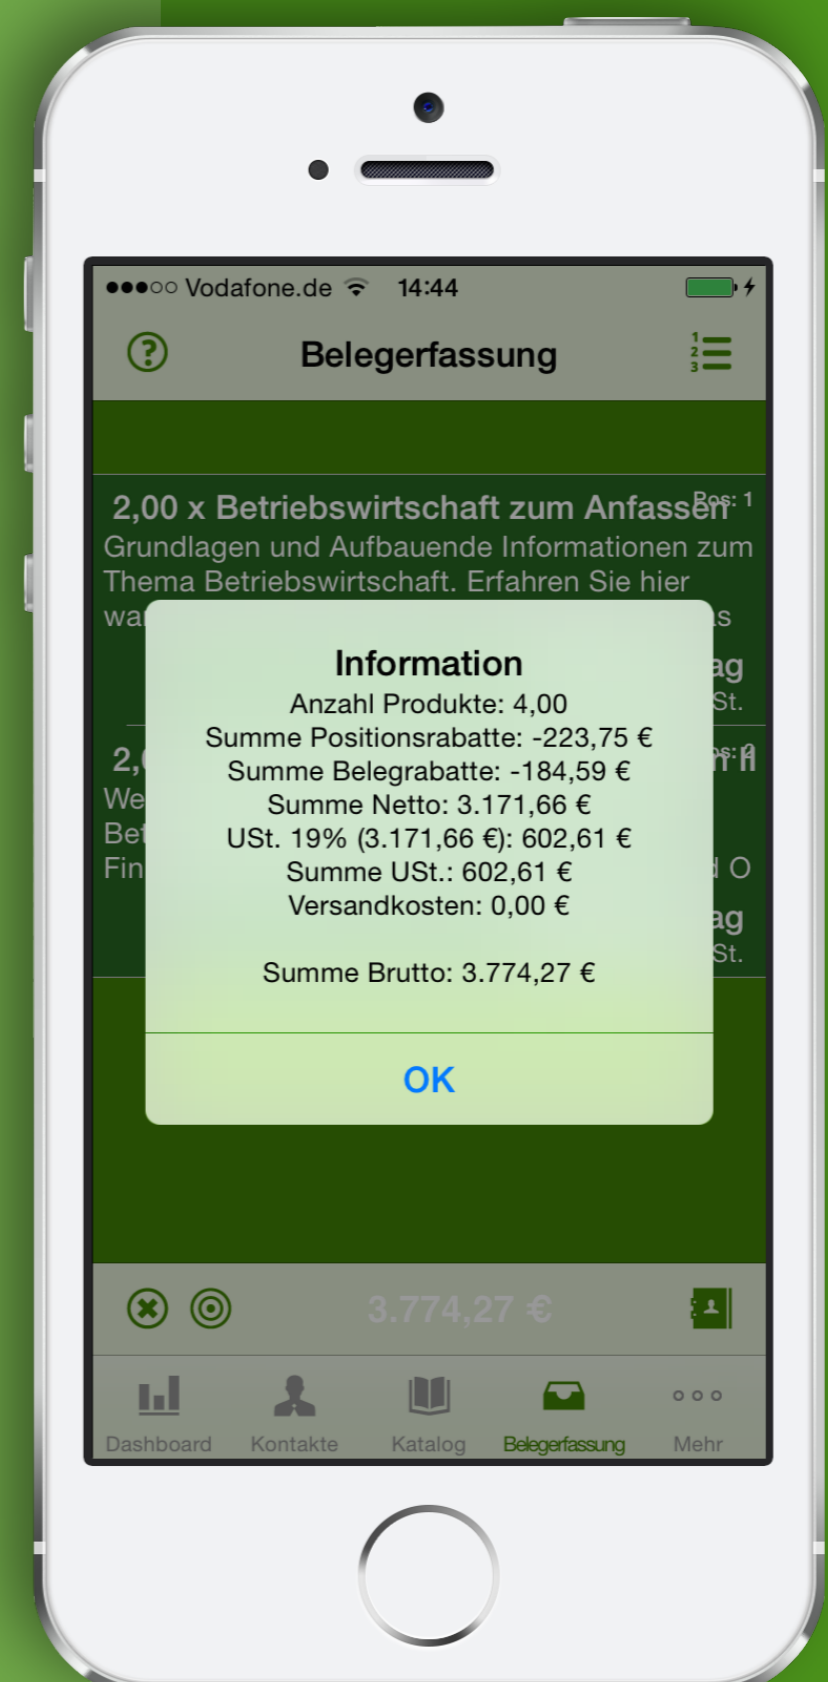 Vodafone.de 14:44
Belegerfassung
1
2
3
Pos: 1
2,00 x Betriebswirtschaft zum Anfassen
Grundlagen und Aufbauende Informationen zum
Thema Betriebswirtschaft. Erfahren Sie hier
Information
Anzahl Produkte: 4,00
Summe Positionsrabatte: -223,75 €
Summe Belegrabatte: -184,59 €
Summe Netto: 3.171,66 €
USt. 19% (3.171,66 €): 602,61 €
Summe USt.: 602,61 €
Versandkosten: 0,00 €
Summe Brutto: 3.774,27 €
OK
3.774,27 €
Dashboard Kontakte Katalog Belegerfassung Mehr